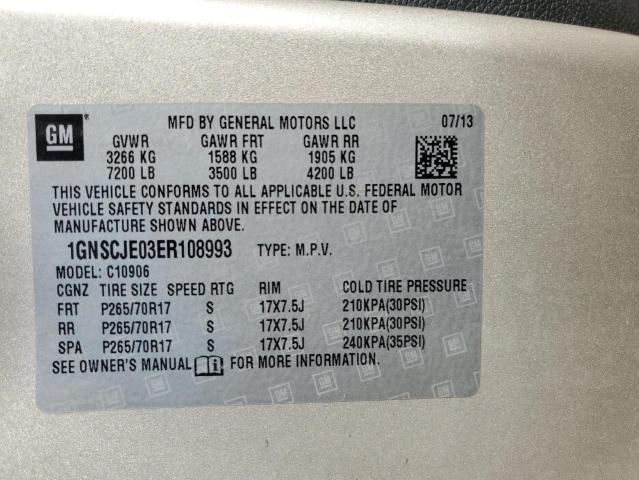 GM
MFD BY GENERAL MOTORS LLC 07/13
GVWR GAWR FRT GAWR RR
3266 KG 1588 KG 1905 KG
7200 LB 3500 LB 4200 LB
THIS VEHICLE CONFORMS TO ALL APPLICABLE U.S. FEDERAL MOTOR
VEHICLE SAFETY STANDARDS IN EFFECT ON THE DATE OF
MANUFACTURE SHOWN ABOVE.
1GNSCJE03ER108993 TYPE: M.P.V.
MODEL: C10906
CGNZ TIRE SIZE SPEED RTG RIM COLD TIRE PRESSURE
FRT P265/70R17 S 17X7.5J 210KPA(30PSI)
RR P265/70R17 S 17X7.5J 210KPA(30PSI)
SPA P265/70R17 S 17X7.5J 240KPA(35PSI)
SEE OWNER'S MANUAL FOR MORE INFORMATION.